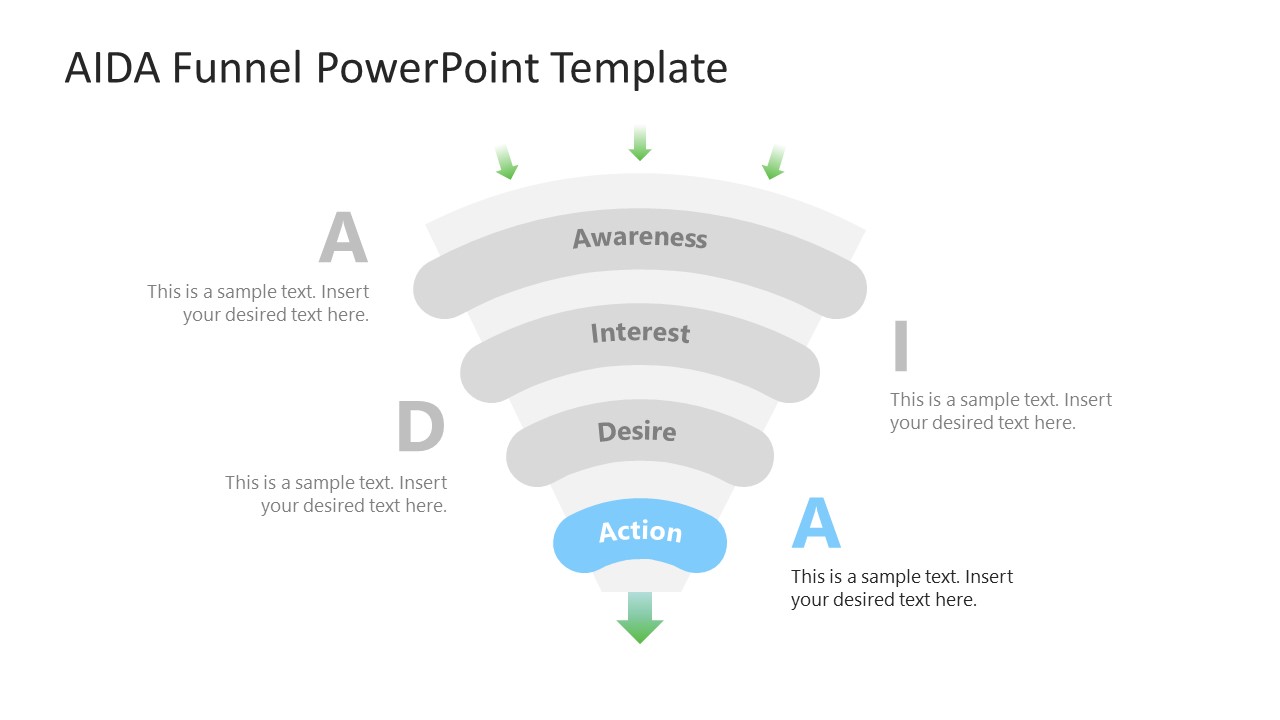 AIDA Funnel PowerPoint Template
Awareness
A
This is a sample text. Insert
your desired text here.
Interest
I
This is a sample text. Insert
your desired text here.
Desire
D
This is a sample text. Insert
your desired text here.
Action
A
This is a sample text. Insert
your desired text here.